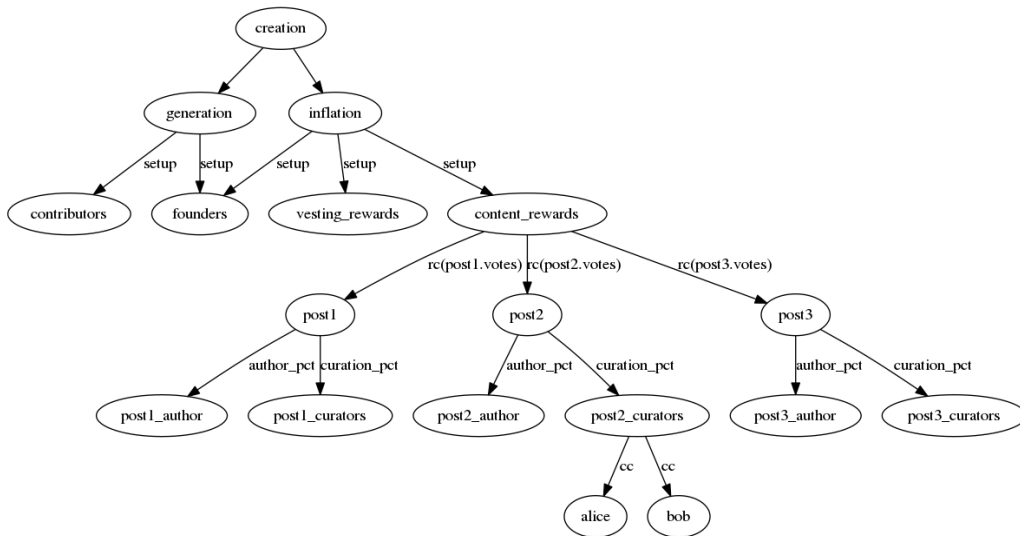 creation
generation
inflation
setup
setup
setup
setup
setup
contributors
founders
vesting_rewards
content_rewards
rc(post1.votes)
rc(post2.votes)
rc(post3.votes)
post1
post2
post3
author_pct
curation_pct
author_pct
curation_pct
author_pct
curation_pct
post1_author
post1_curators
post2_author
post2_curators
post3_author
post3_curators
cc
cc
alice
bob